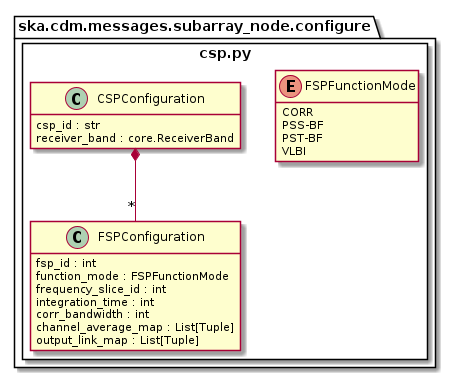 ska.cdm.messages.subarray_node.configure
csp.py
C CSPConfiguration
csp_id : str
receiver_band : core.ReceiverBand
E FSPFunctionMode
CORR
PSS-BF
PST-BF
VLBI
*
C FSPConfiguration
fsp_id : int
function_mode : FSPFunctionMode
frequency_slice_id : int
integration_time : int
corr_bandwidth : int
channel_average_map : List[Tuple]
output_link_map : List[Tuple]